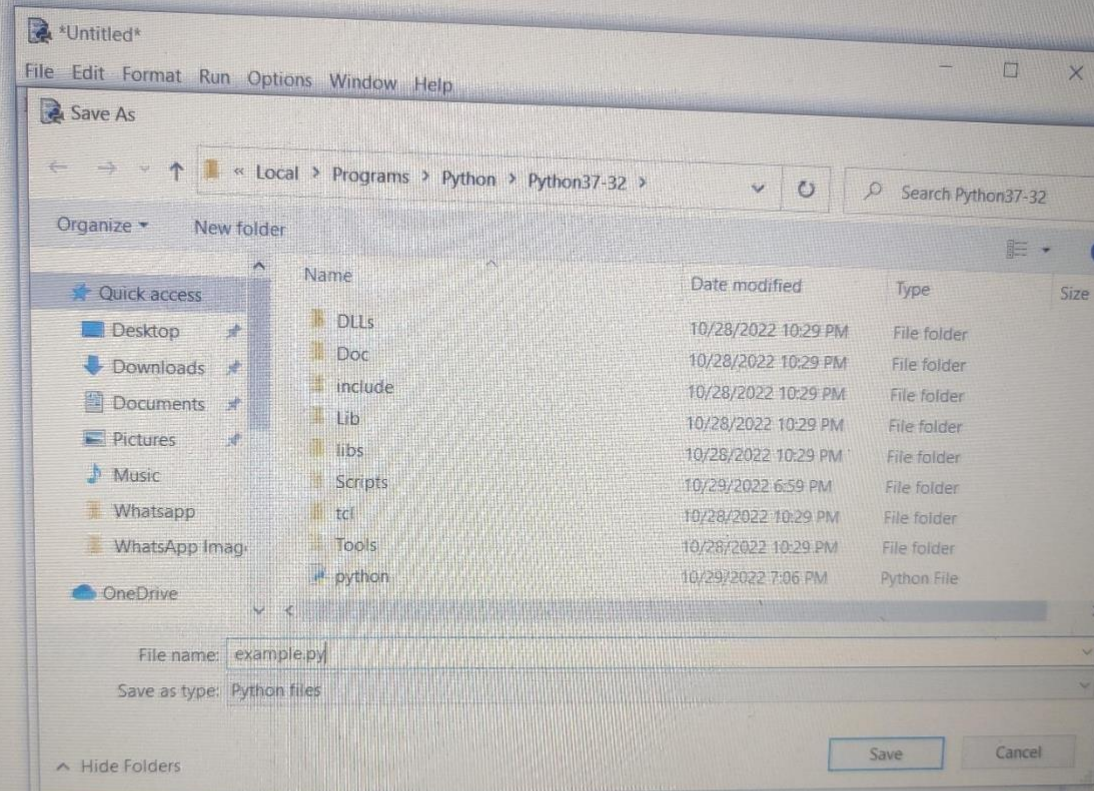 *Untitled*
File Edit Format Run Options Window Help
Save As
« Local > Programs > Python > Python37-32 >
Search Python37-32
Organize
New folder
Name Date modified Type Size
Quick access
Desktop
Downloads
Documents
Pictures
Music
Whatsapp
WhatsApp Imag
OneDrive
DLLs 10/28/2022 10:29 PM File folder
Doc 10/28/2022 10:29 PM File folder
include 10/28/2022 10:29 PM File folder
Lib 10/28/2022 10:29 PM File folder
libs 10/28/2022 10:29 PM File folder
Scripts 10/29/2022 6:59 PM File folder
tcl 10/28/2022 10:29 PM File folder
Tools 10/28/2022 10:29 PM File folder
python 10/29/2022 7:06 PM Python File
File name: example.py
Save as type: Python files
Hide Folders
Save
Cancel